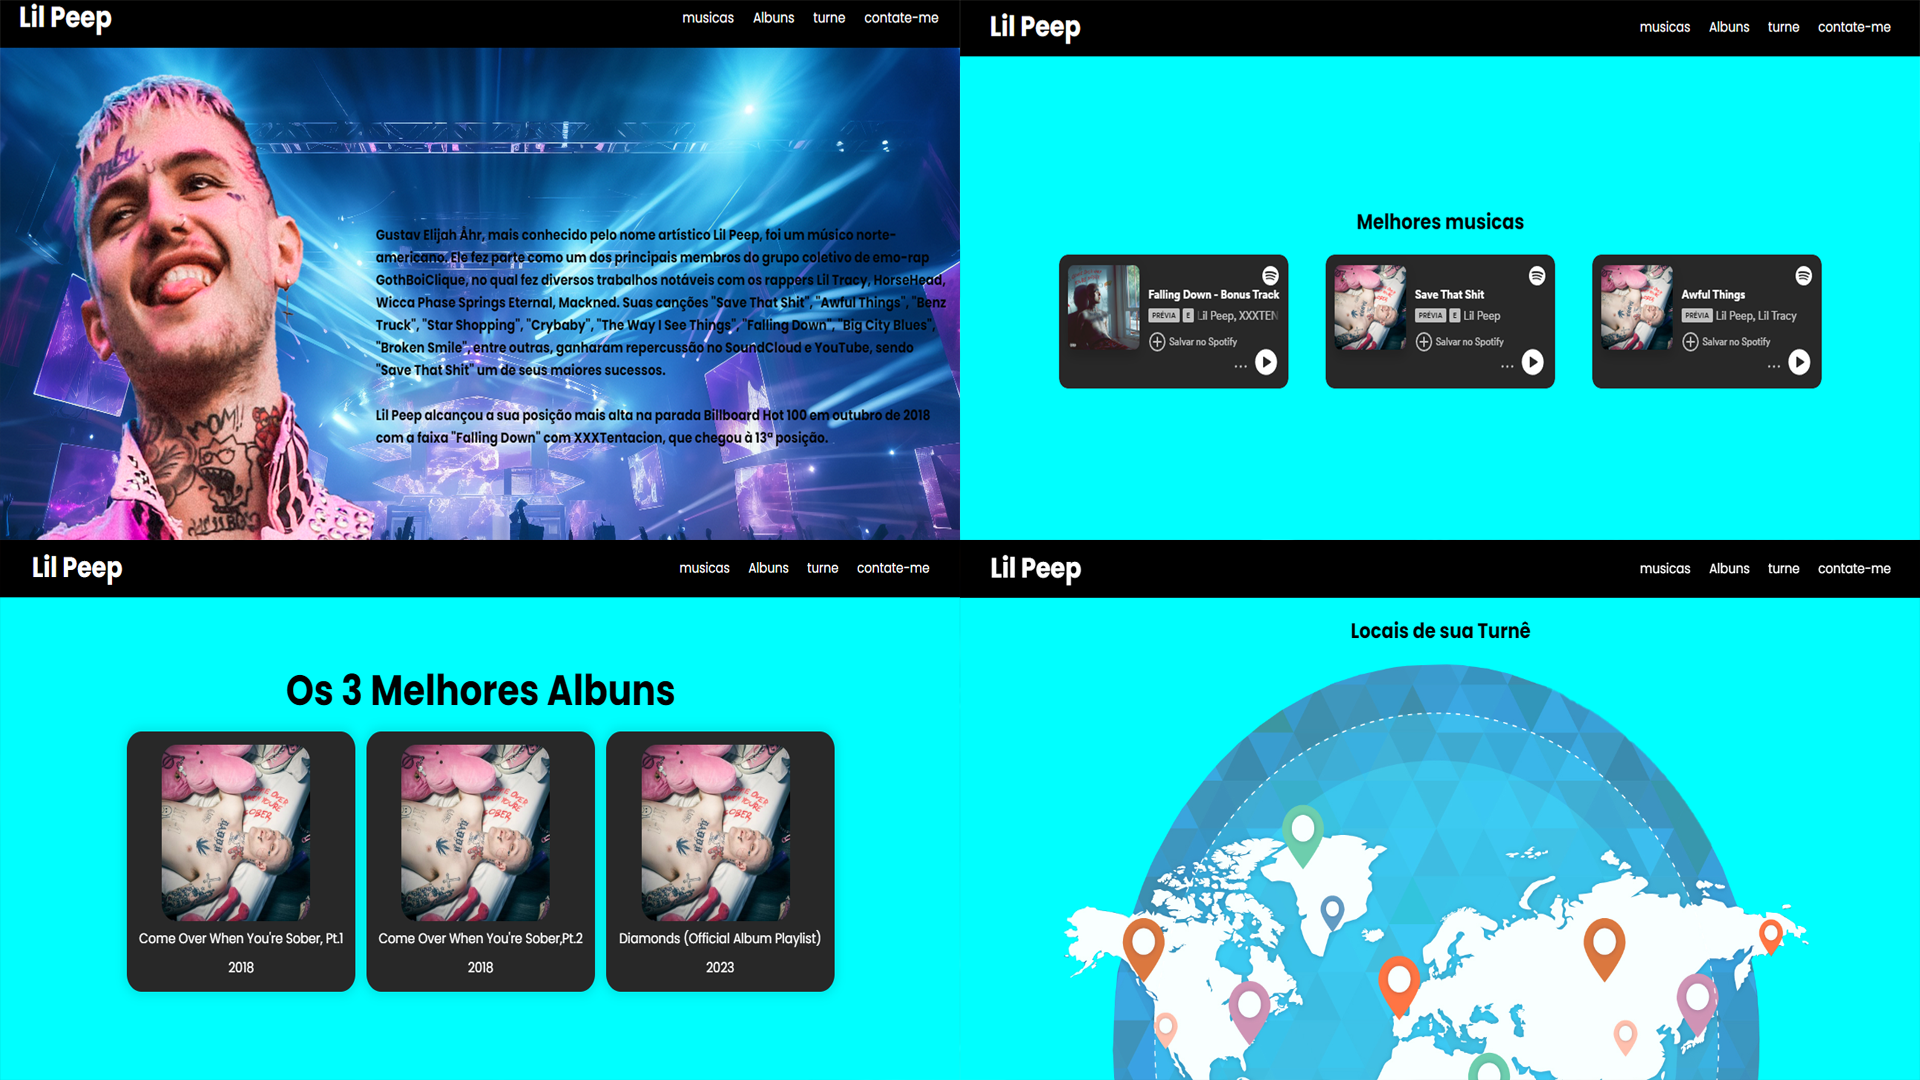 Lil Peep
musicas Albuns turne contate-me
Gustav Elijah Åhr, mais conhecido pelo nome artístico Lil Peep, foi um músico norte-
americano. Ele fez parte como um dos principais membros do grupo coletivo de emo-rap
GothBoiClique, no qual fez diversos trabalhos notáveis com os rappers Lil Tracy, HorseHead,
Wicca Phase Springs Eternal, Mackned. Suas canções "Save That Shit", "Awful Things", "Benz
Truck", "Star Shopping", "Crybaby", "The Way I See Things", "Falling Down", "Big City Blues",
"Broken Smile", entre outras, ganharam repercussão no SoundCloud e YouTube, sendo
"Save That Shit" um de seus maiores sucessos.
Lil Peep alcançou a sua posição mais alta na parada Billboard Hot 100 em outubro de 2018
com a faixa "Falling Down" com XXXTentacion, que chegou à 13ª posição.
Lil Peep
musicas Albuns turne contate-me
Melhores musicas
Falling Down - Bonus Track
PRÉVIA E Lil Peep, XXXTEN
Salvar no Spotify
Save That Shit
PRÉVIA E Lil Peep
Salvar no Spotify
Awful Things
PRÉVIA Lil Peep, Lil Tracy
Salvar no Spotify
Lil Peep
musicas Albuns turne contate-me
Os 3 Melhores Albuns
Come Over When You're Sober, Pt.1
2018
Come Over When You're Sober,Pt.2
2018
Diamonds (Official Album Playlist)
2023
Lil Peep
musicas Albuns turne contate-me
Locais de sua Turnê